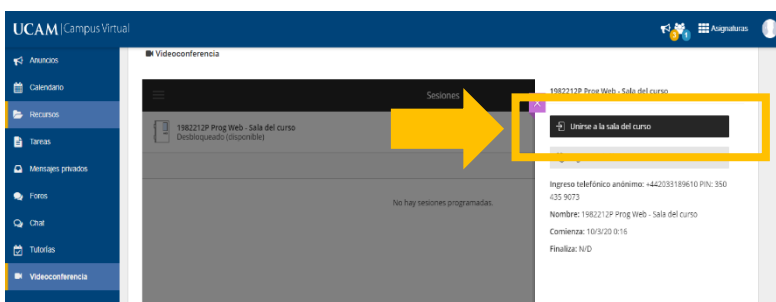 UCAM | Campus Virtual
3
1
Asignaturas
Anuncios
Calendario
Recursos
Tareas
Mensajes privados
Foros
Chat
Tutorías
Videoconferencia
Videoconferencia
Sesiones
1982212P Prog Web - Sala del curso
Desbloqueado (disponible)
No hay sesiones programadas.
1982212P Prog Web - Sala del curso
Unirse a la sala del curso
Ingreso telefónico anónimo: +442033189610 PIN: 350
435 9073
Nombre: 1982212P Prog Web - Sala del curso
Comienza: 10/3/20 0:16
Finaliza: N/D